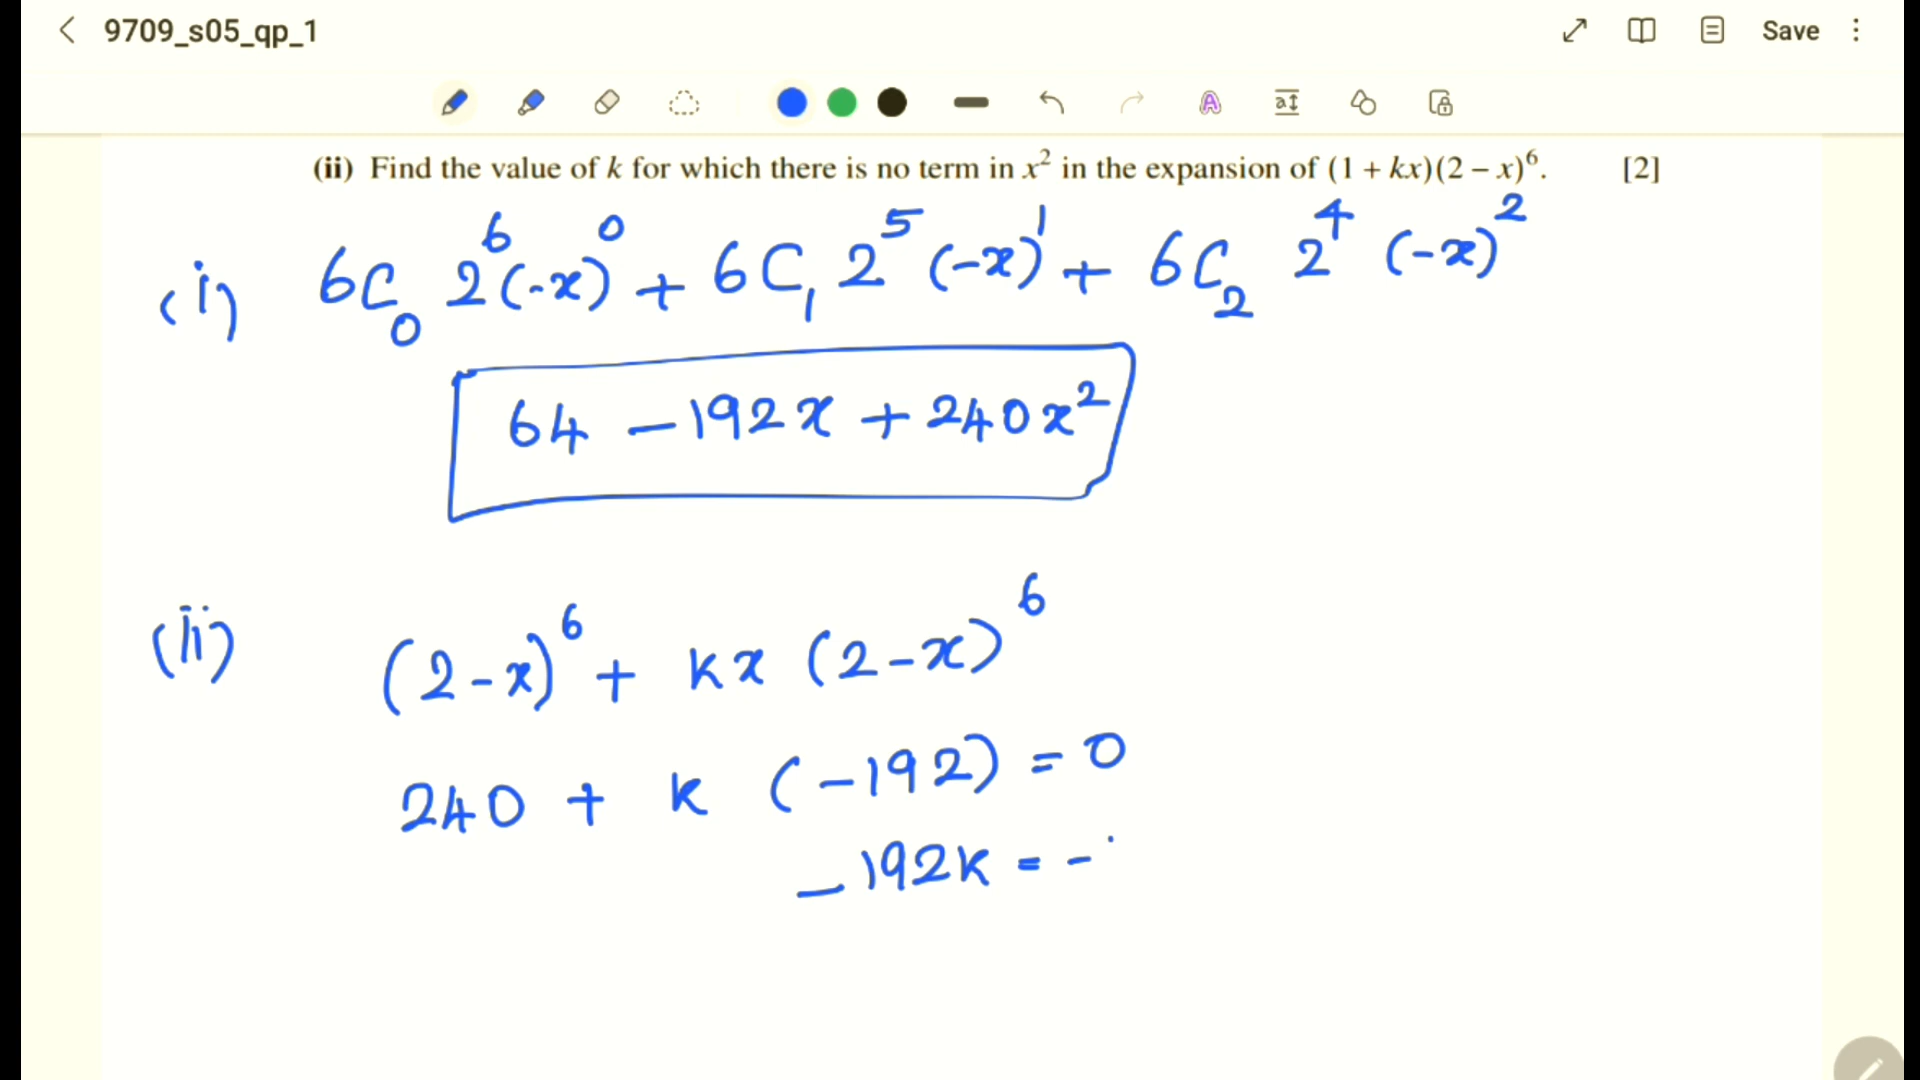 9709_s05_qp_1 Save
(ii) Find the value of k for which there is no term in x² in the expansion of (1 + kx)(2 − x)⁶. [2]
(i) 6C₀ 2⁶(-x)⁰ + 6C₁ 2⁵(-x)¹ + 6C₂ 2⁴(-x)²
64 - 192x + 240x²
(ii) (2-x)⁶ + kx(2-x)⁶
240 + k(-192) = 0
-192k = -